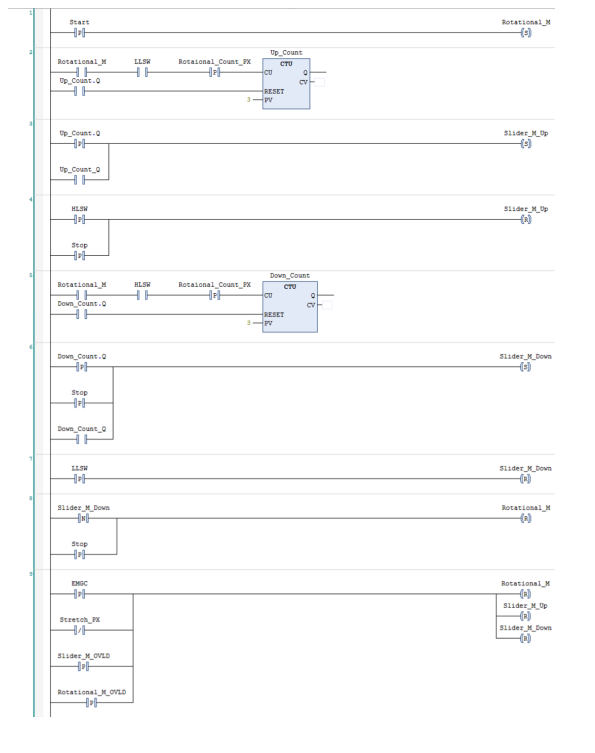 1
Start Rotational_M
P S
2
Up_Count
Rotational_M LLSW Rotaional_Count_PX CTU
P CU Q
Up_Count.Q CV
RESET
3 PV
3
Up_Count.Q Slider_M_Up
P S
Up_Count_Q
4
HLSW Slider_M_Up
P R
Stop
P
5
Down_Count
Rotational_M HLSW Rotaional_Count_PX CTU
P CU Q
Down_Count.Q CV
RESET
PV
6
Down_Count.Q Slider_M_Down
P S
Stop
P
Down_Count_Q
7
LLSW Slider_M_Down
P R
8
Slider_M_Down Rotational_M
N R
Stop
P
9
EMGC Rotational_M
P R
Slider_M_Up
Stretch_PX R
/ Slider_M_Down
R
Slider_M_OVLD
P
Rotational_M_OVLD
P